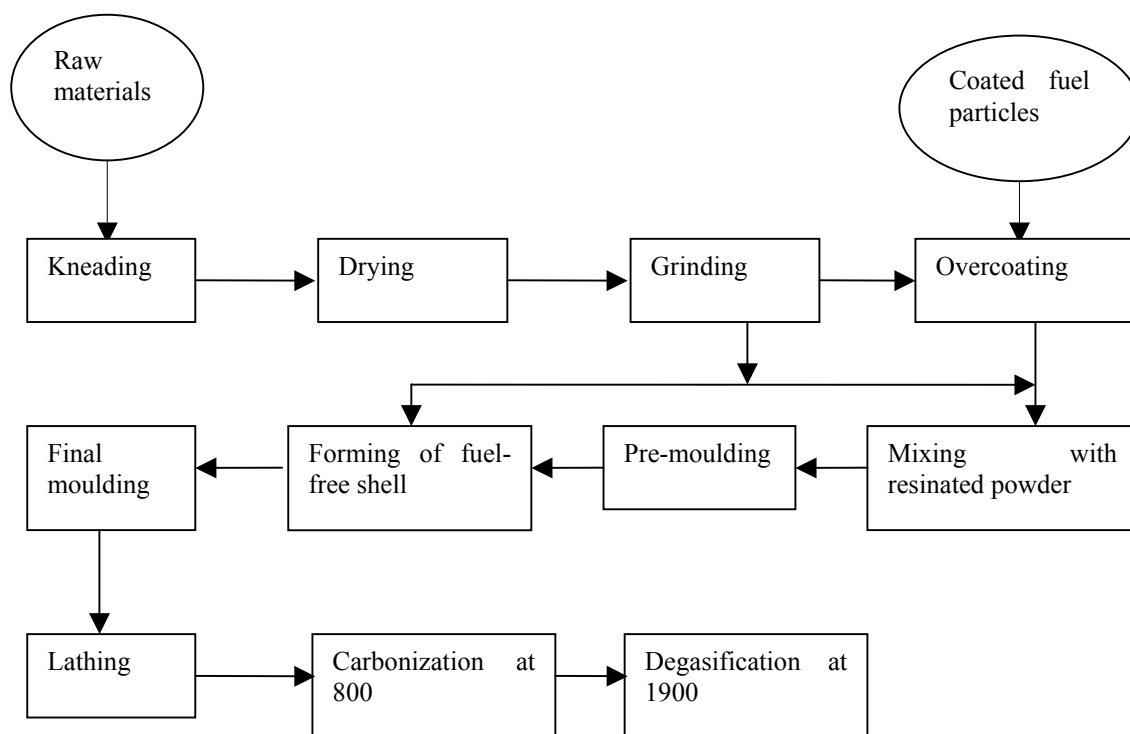 Raw
materials
Coated fuel
particles
Kneading
Drying
Grinding
Overcoating
Final
moulding
Forming of fuel-
free shell
Pre-moulding
Mixing with
resinated powder
Lathing
Carbonization at
800
Degasification at
1900